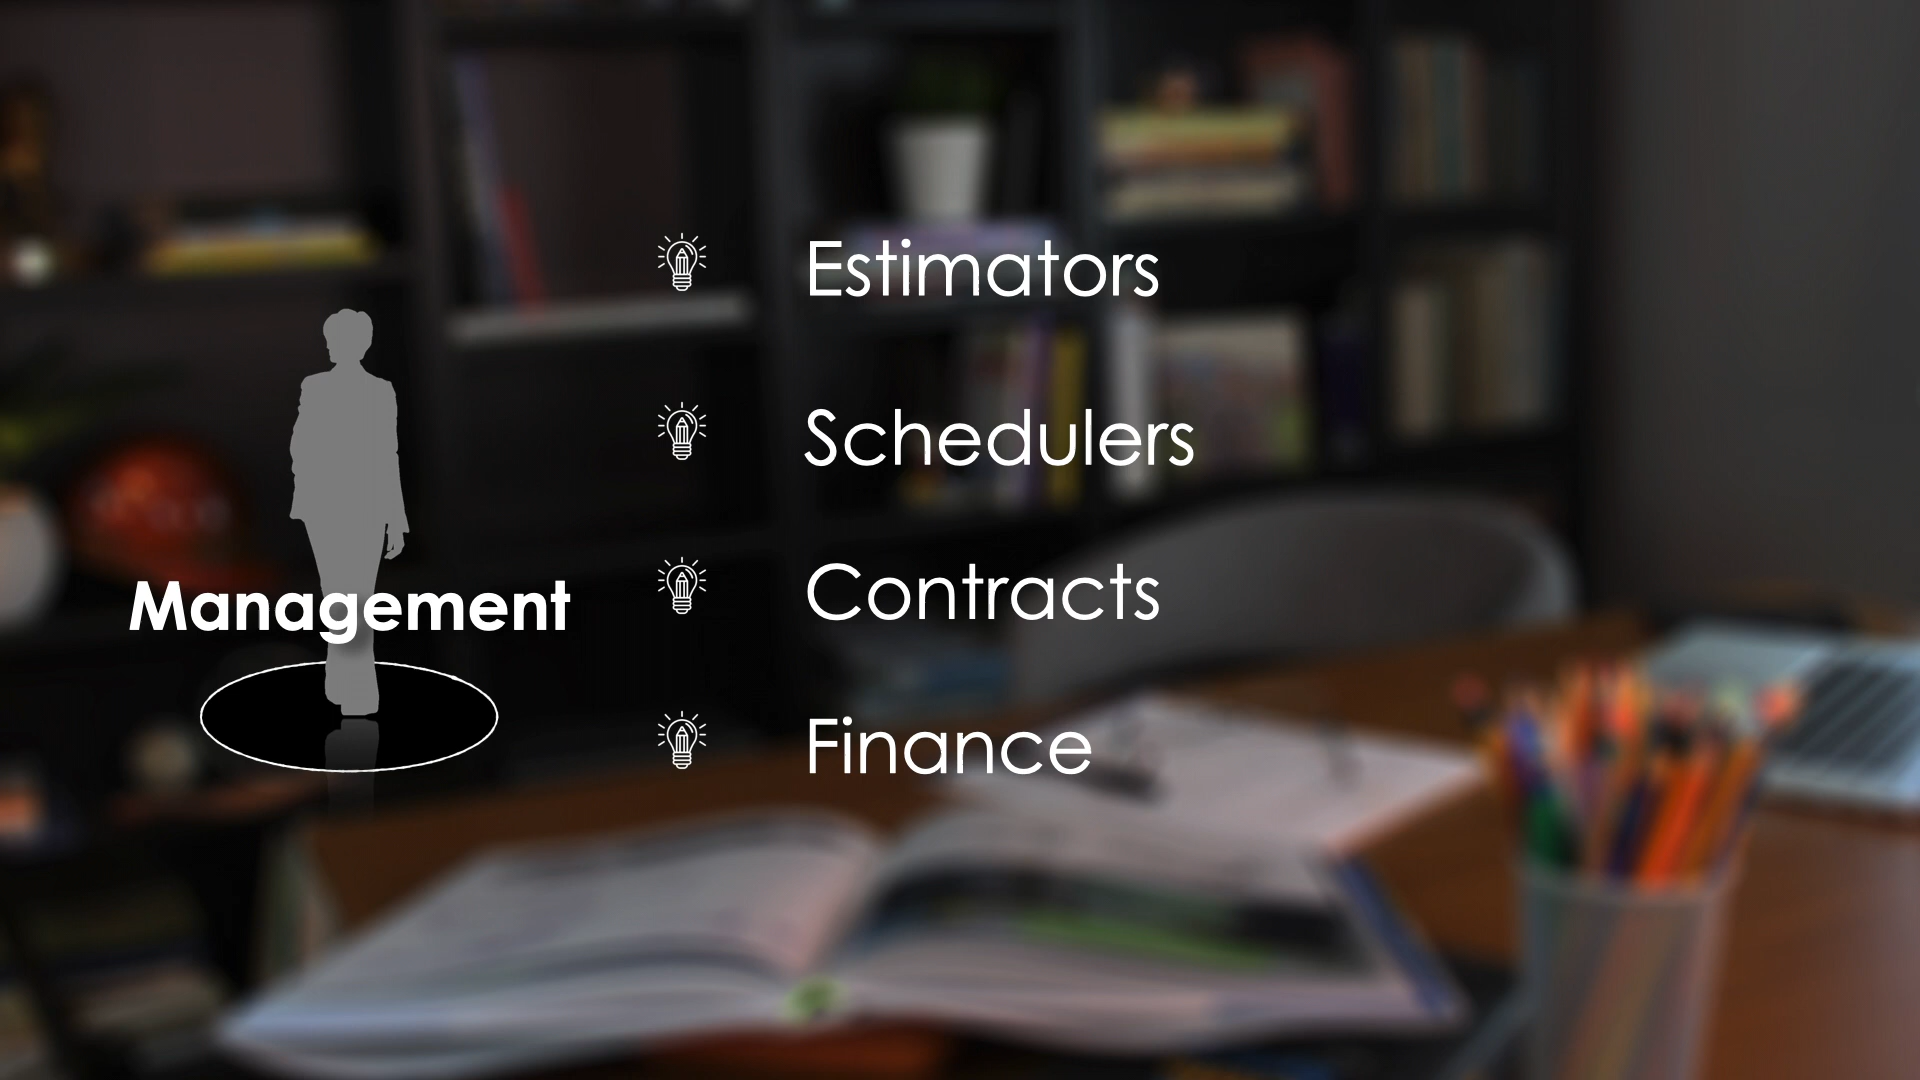 Management
Estimators
Schedulers
Contracts
Finance